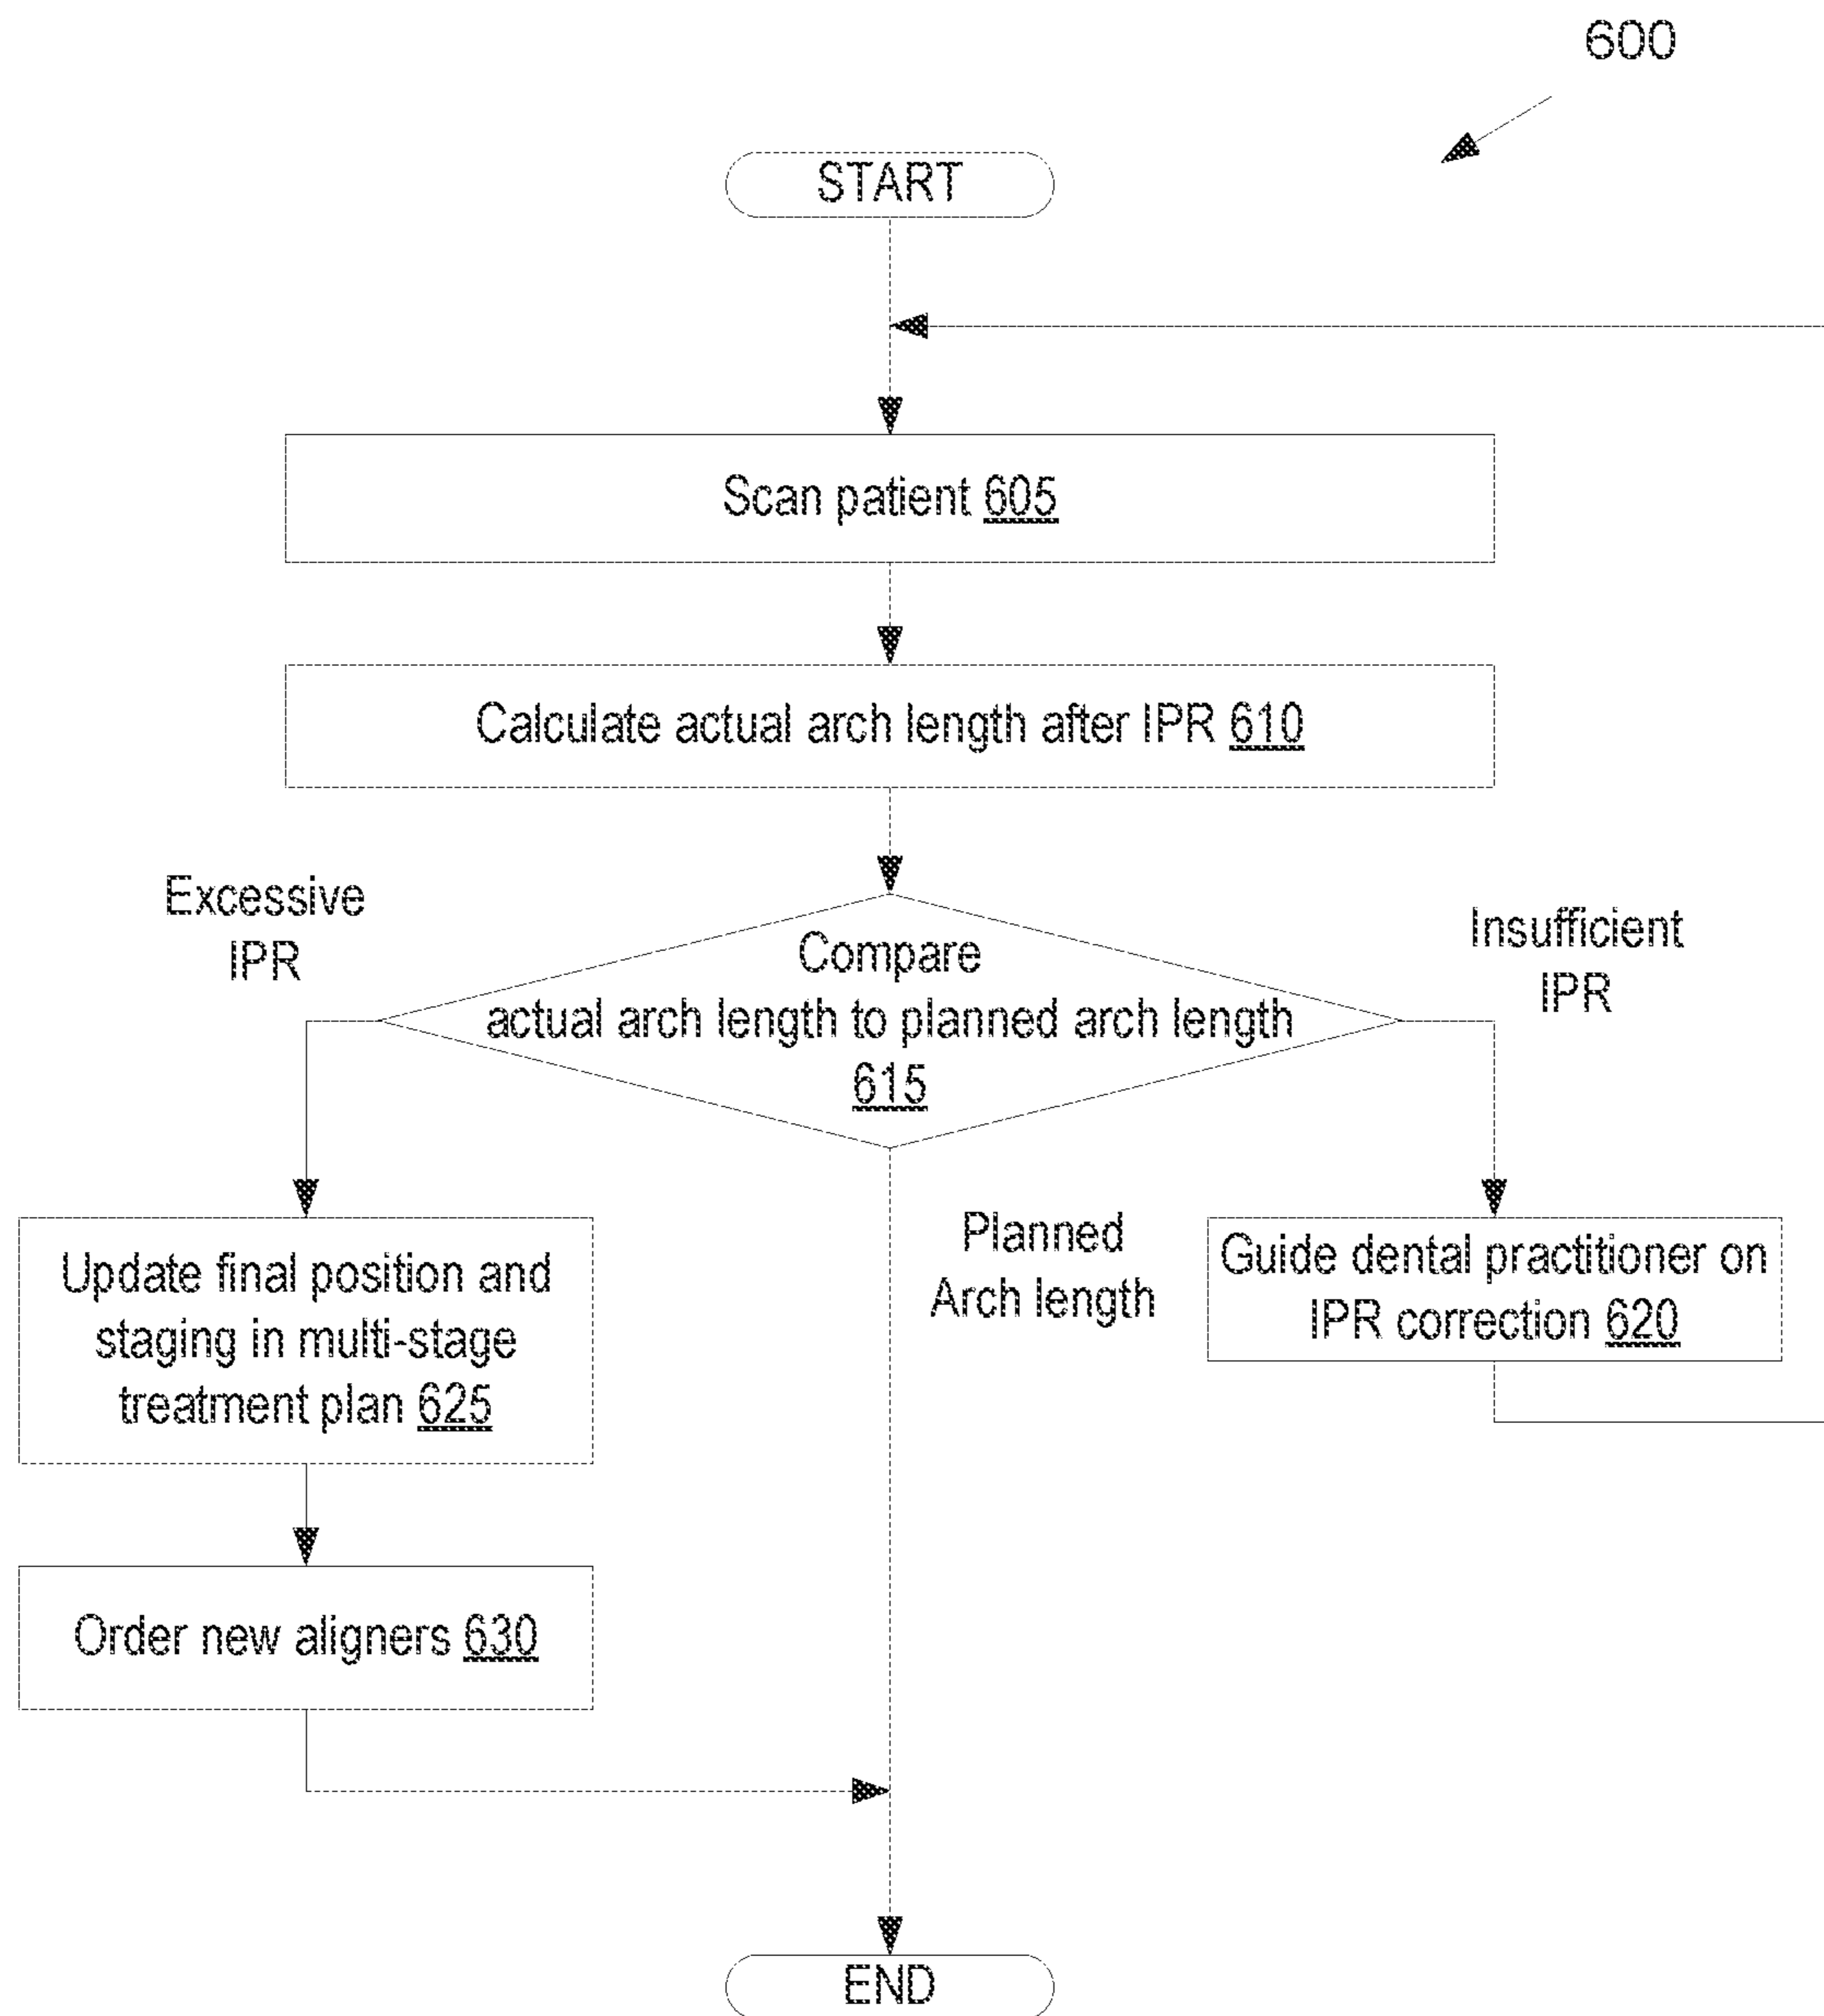 600
START
Scan patient 605
Calculate actual arch length after IPR 610
Excessive
IPR
Compare
actual arch length to planned arch length
615
Insufficient
IPR
Update final position and
staging in multi-stage
treatment plan 625
Planned
Arch length
Guide dental practitioner on
IPR correction 620
Order new aligners 630
END